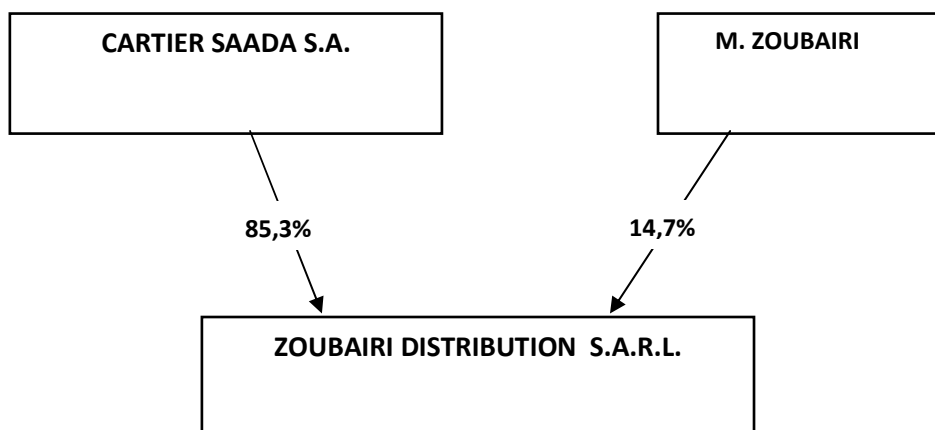 CARTIER SAADA S.A.
M. ZOUBAIRI
85,3%
14,7%
ZOUBAIRI DISTRIBUTION S.A.R.L.